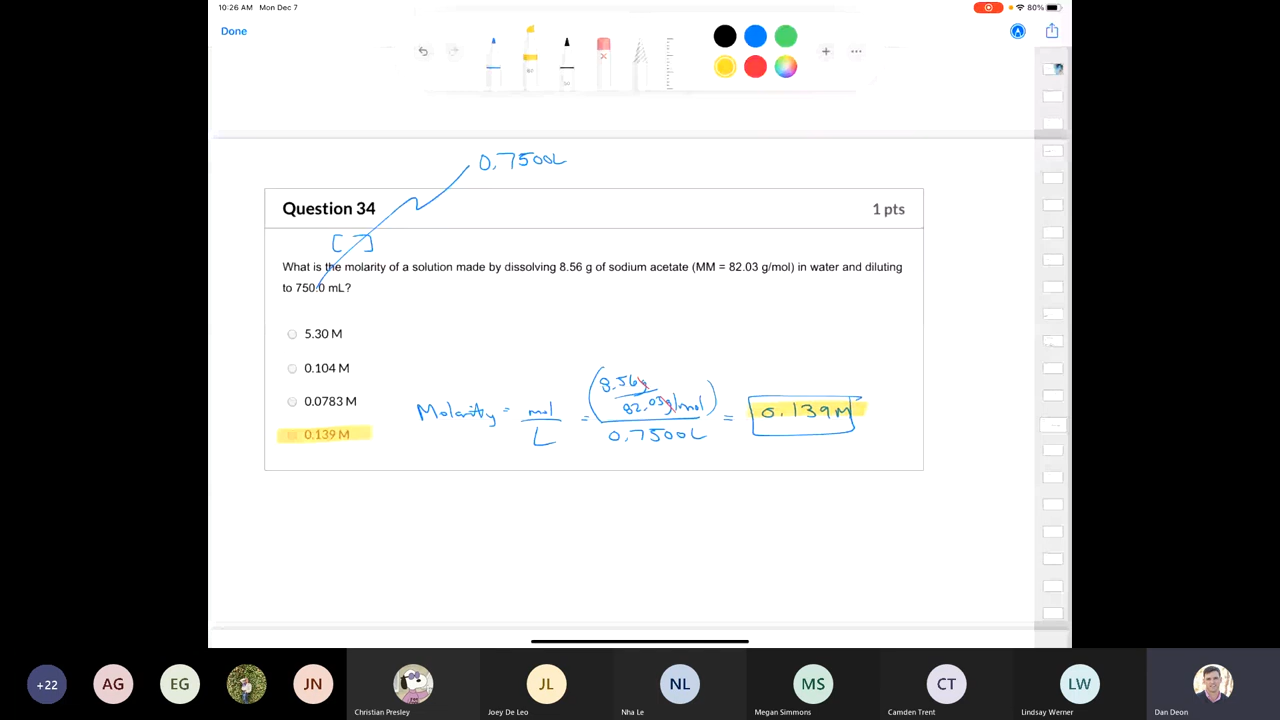 10:26 AM Mon Dec 7
80%
Done
0.7500L
Question 34
1 pts
[ ]
What is the molarity of a solution made by dissolving 8.56 g of sodium acetate (MM = 82.03 g/mol) in water and diluting
to 750.0 mL?
5.30 M
0.104 M
0.0783 M
0.139 M
Molarity = mol / L = (8.56g / 82.03g/mol) / 0.7500L = 0.139M
+22
AG
EG
JN
JL
NL
MS
CT
LW
Christian Presley
Joey De Leo
Nha Le
Megan Simmons
Camden Trent
Lindsay Werner
Dan Deon